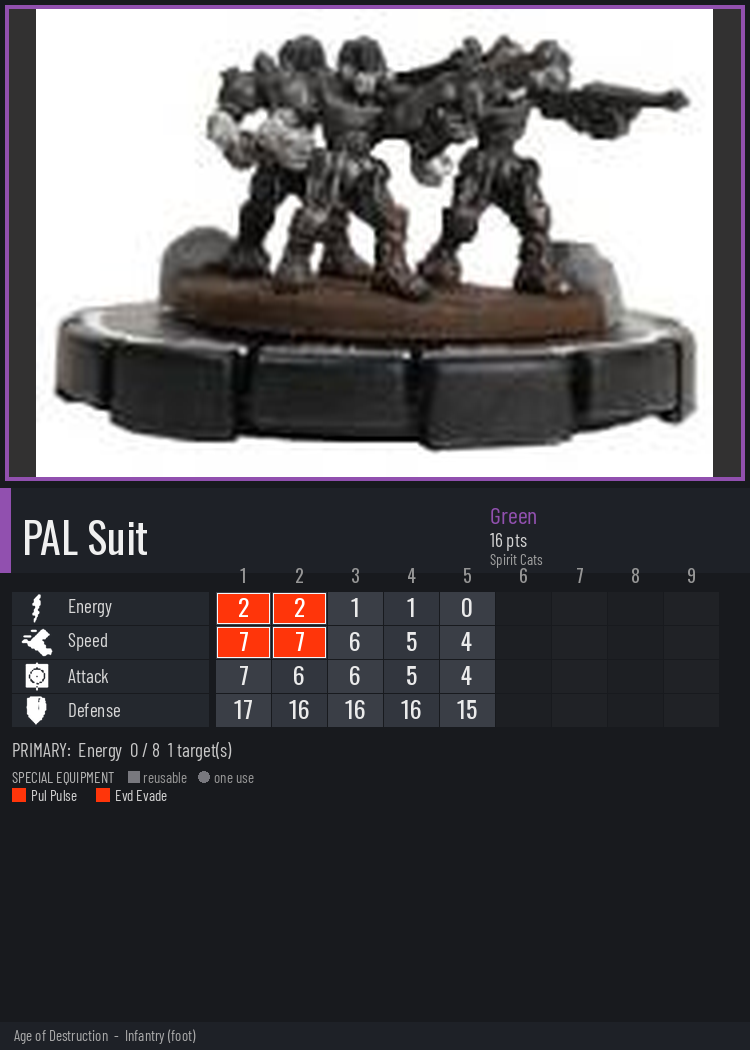 PAL Suit
Green
16 pts
Spirit Cats
1 2 3 4 5 6 7 8 9
Energy 2 2 1 1 0
Speed 7 7 6 5 4
Attack 7 6 6 5 4
Defense 17 16 16 16 15
PRIMARY: Energy 0 / 8 1 target(s)
SPECIAL EQUIPMENT reusable one use
Pul Pulse Evd Evade
Age of Destruction - Infantry (foot)